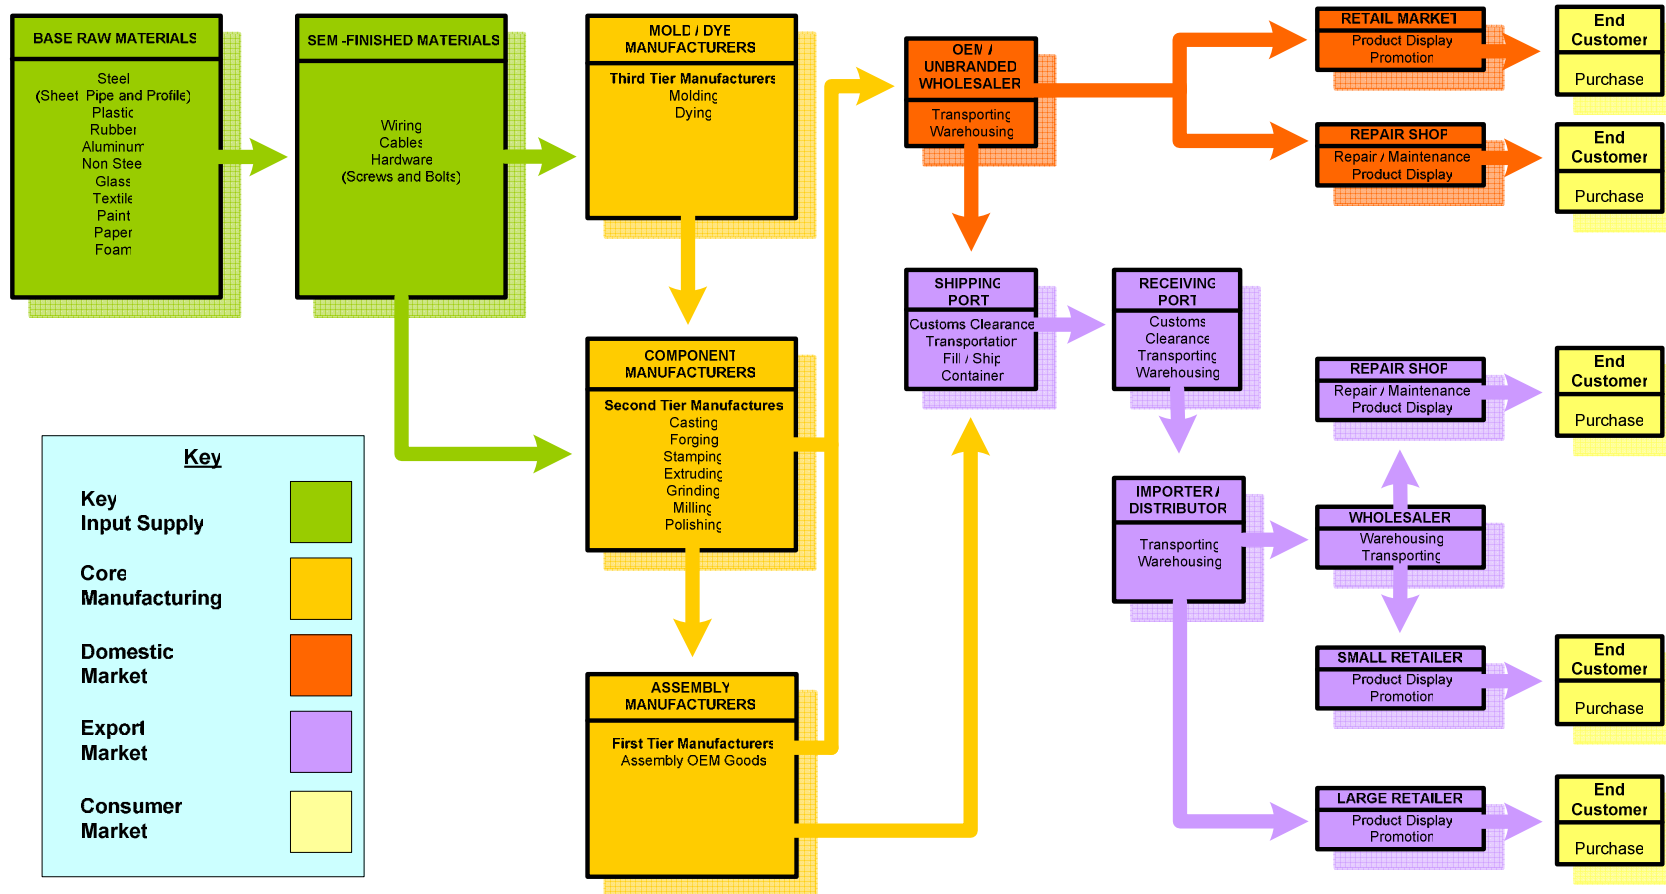 BASE RAW MATERIALS
Steel
(Sheet Pipe and Profile)
Plastic
Rubber
Aluminum
Non Steel
Glass
Textile
Paint
Paper
Foam
SEM -FINISHED MATERIALS
Wiring
Cables
Hardware
(Screws and Bolts)
MOLD / DYE
MANUFACTURERS
Third Tier Manufacturers
Molding
Dying
COMPONENT
MANUFACTURERS
Second Tier Manufactures
Casting
Forging
Stamping
Extruding
Grinding
Milling
Polishing
ASSEMBLY
MANUFACTURERS
First Tier Manufacturers
Assembly OEM Goods
OEM /
UNBRANDED
WHOLESALER
Transporting
Warehousing
SHIPPING
PORT
Customs Clearance
Transportation
Fill / Ship
Container
RECEIVING
PORT
Customs
Clearance
Transporting
Warehousing
IMPORTER /
DISTRIBUTOR
Transporting
Warehousing
RETAIL MARKET
Product Display
Promotion
REPAIR SHOP
Repair / Maintenance
Product Display
REPAIR SHOP
Repair / Maintenance
Product Display
WHOLESALER
Warehousing
Transporting
SMALL RETAILER
Product Display
Promotion
LARGE RETAILER
Product Display
Promotion
End
Customer
Purchase
End
Customer
Purchase
End
Customer
Purchase
End
Customer
Purchase
End
Customer
Purchase
Key
Key
Input Supply
Core
Manufacturing
Domestic
Market
Export
Market
Consumer
Market